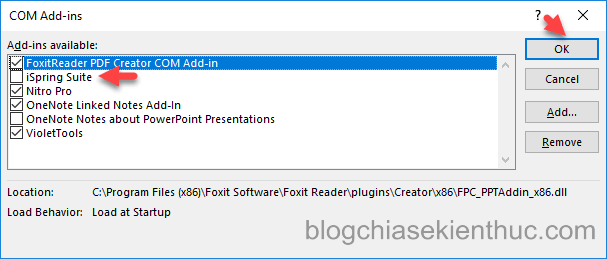 COM Add-ins
Add-ins available:
FoxitReader PDF Creator COM Add-in
iSpring Suite
Nitro Pro
OneNote Linked Notes Add-In
OneNote Notes about PowerPoint Presentations
VioletTools
OK
Cancel
Add...
Remove
Location: C:\Program Files (x86)\Foxit Software\Foxit Reader\plugins\Creator\x86\FPC_PPTAddin_x86.dll
Load Behavior: Load at Startup
blogchiasekienthuc.com